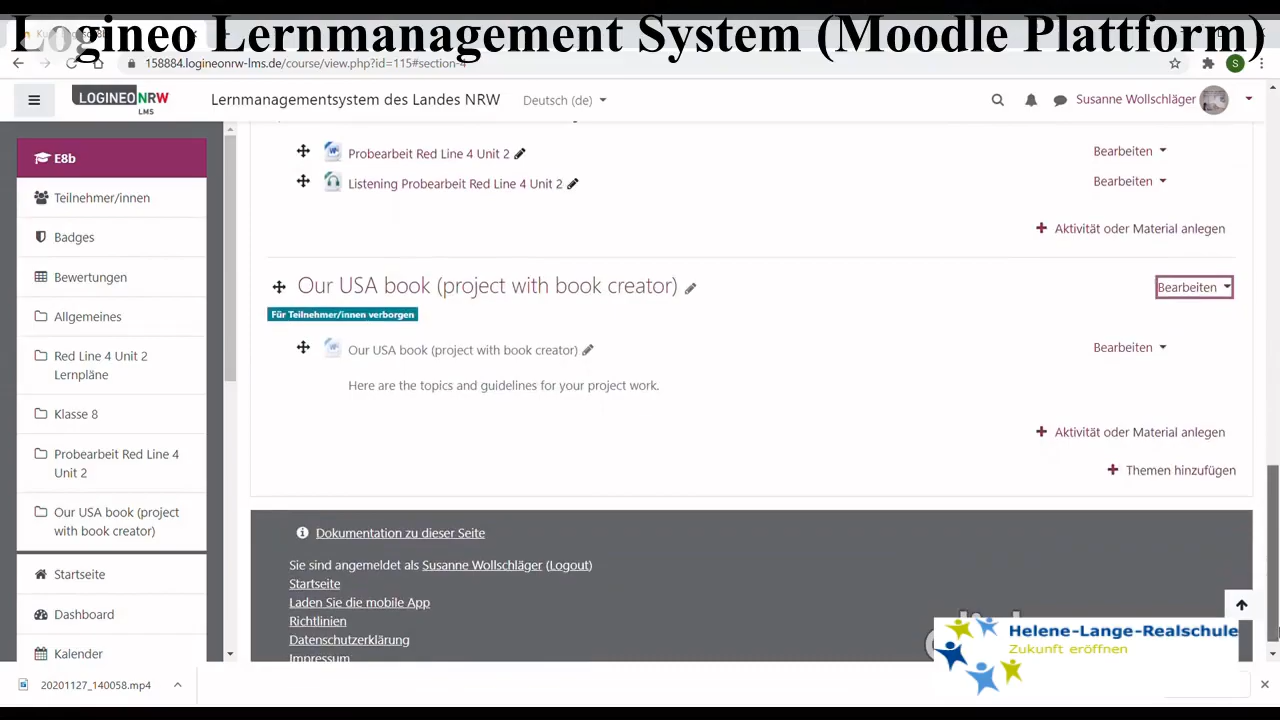 Logineo Lernmanagement System (Moodle Plattform)
158884.logineonrw-lms.de/course/view.php?id=115#section-4
S
LOGINEO NRW
LMS
Lernmanagementsystem des Landes NRW
Deutsch (de)
Susanne Wollschläger
E8b
Teilnehmer/innen
Badges
Bewertungen
Allgemeines
Red Line 4 Unit 2
Lernpläne
Klasse 8
Probearbeit Red Line 4
Unit 2
Our USA book (project
with book creator)
Startseite
Dashboard
Kalender
Probearbeit Red Line 4 Unit 2
Bearbeiten
Listening Probearbeit Red Line 4 Unit 2
Bearbeiten
Aktivität oder Material anlegen
Our USA book (project with book creator)
Bearbeiten
Für Teilnehmer/innen verborgen
Our USA book (project with book creator)
Bearbeiten
Here are the topics and guidelines for your project work.
Aktivität oder Material anlegen
Themen hinzufügen
Dokumentation zu dieser Seite
Sie sind angemeldet als Susanne Wollschläger (Logout)
Startseite
Laden Sie die mobile App
Richtlinien
Datenschutzerklärung
Impressum
Helene-Lange-Realschule
Zukunft eröffnen
20201127_140058.mp4